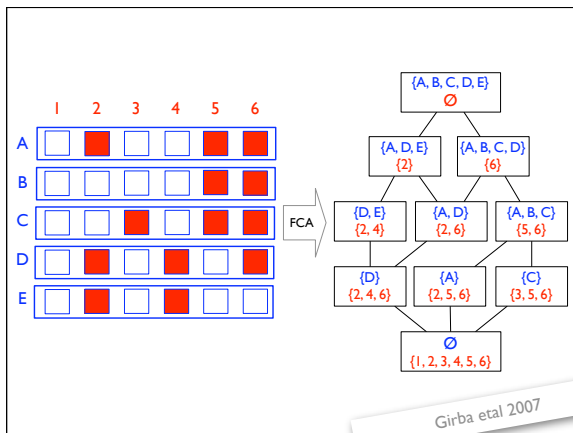 1 2 3 4 5 6
A
B
C
D
E
FCA
{A, B, C, D, E}
∅
{A, D, E}
{2}
{A, B, C, D}
{6}
{D, E}
{2, 4}
{A, D}
{2, 6}
{A, B, C}
{5, 6}
{D}
{2, 4, 6}
{A}
{2, 5, 6}
{C}
{3, 5, 6}
∅
{1, 2, 3, 4, 5, 6}
Girba etal 2007